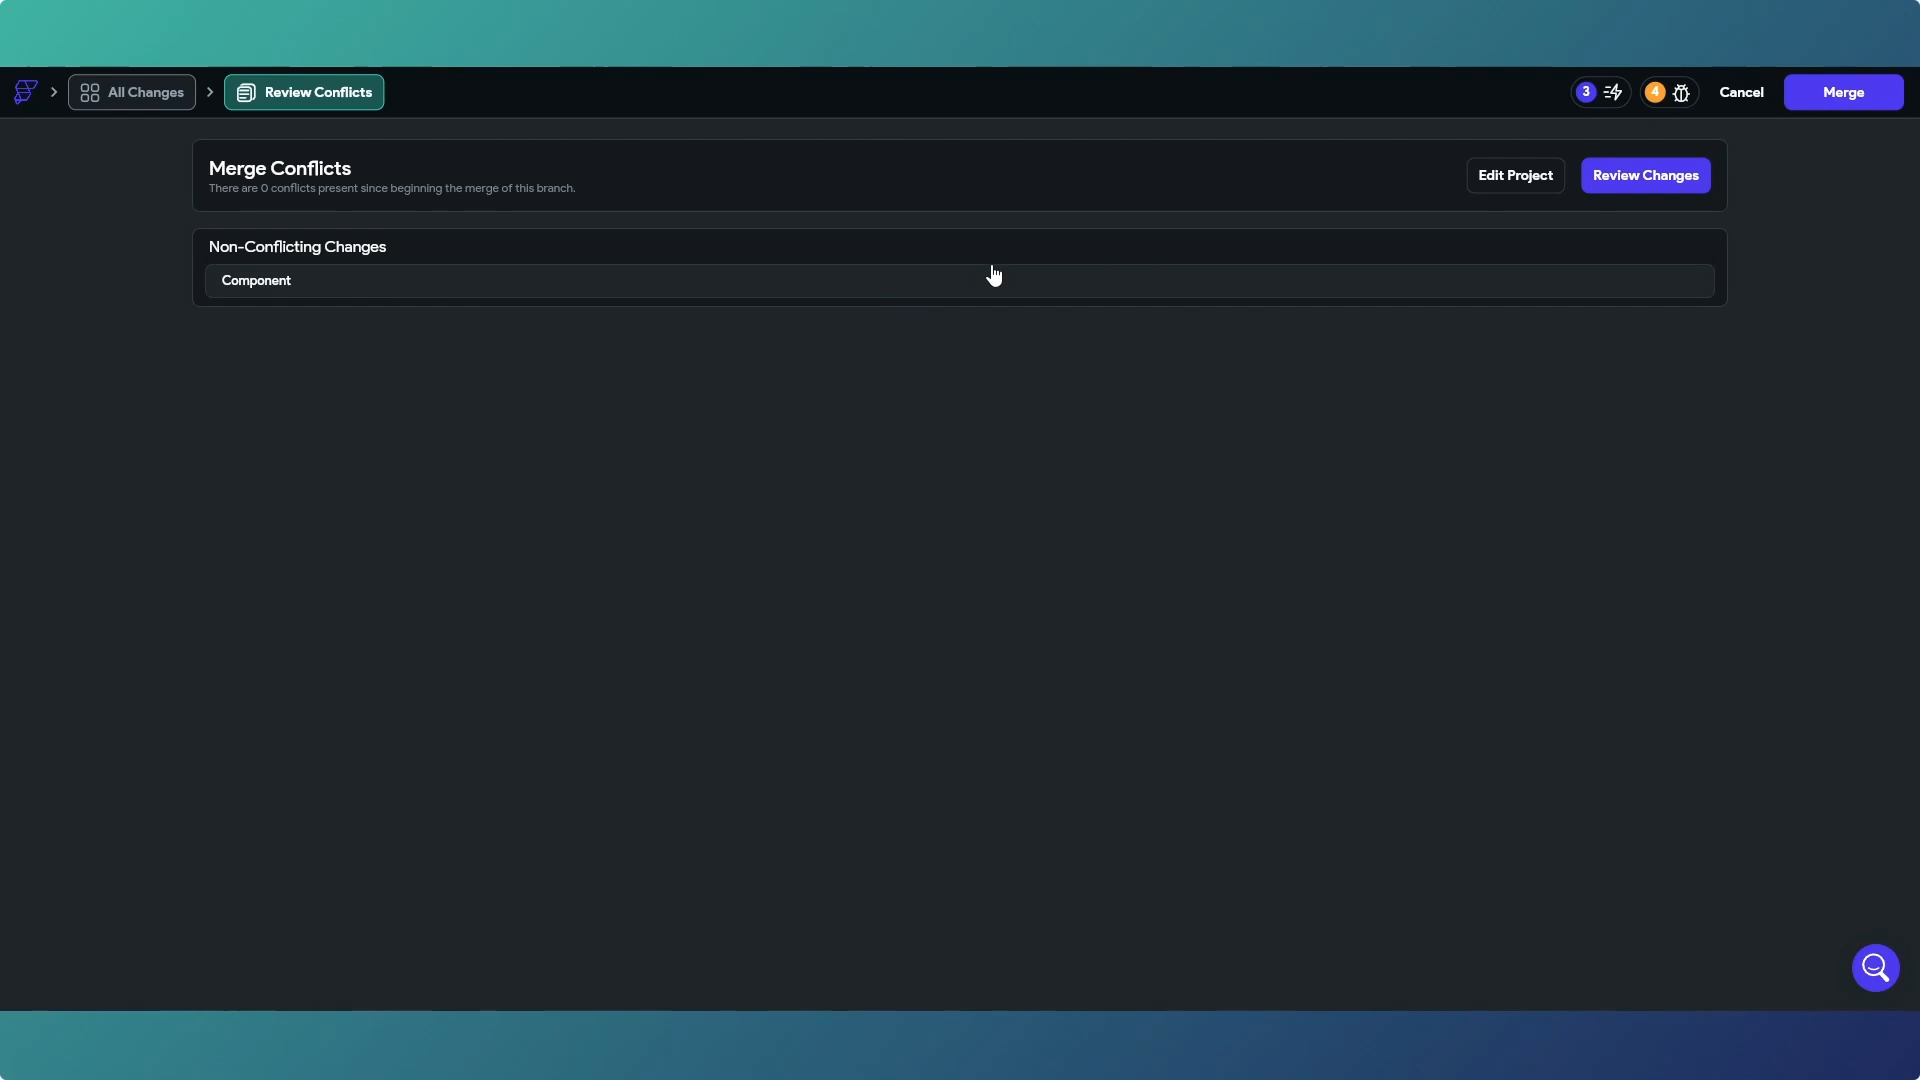 All Changes
Review Conflicts
3
4
Cancel
Merge
Merge Conflicts
There are 0 conflicts present since beginning the merge of this branch.
Edit Project
Review Changes
Non-Conflicting Changes
Component